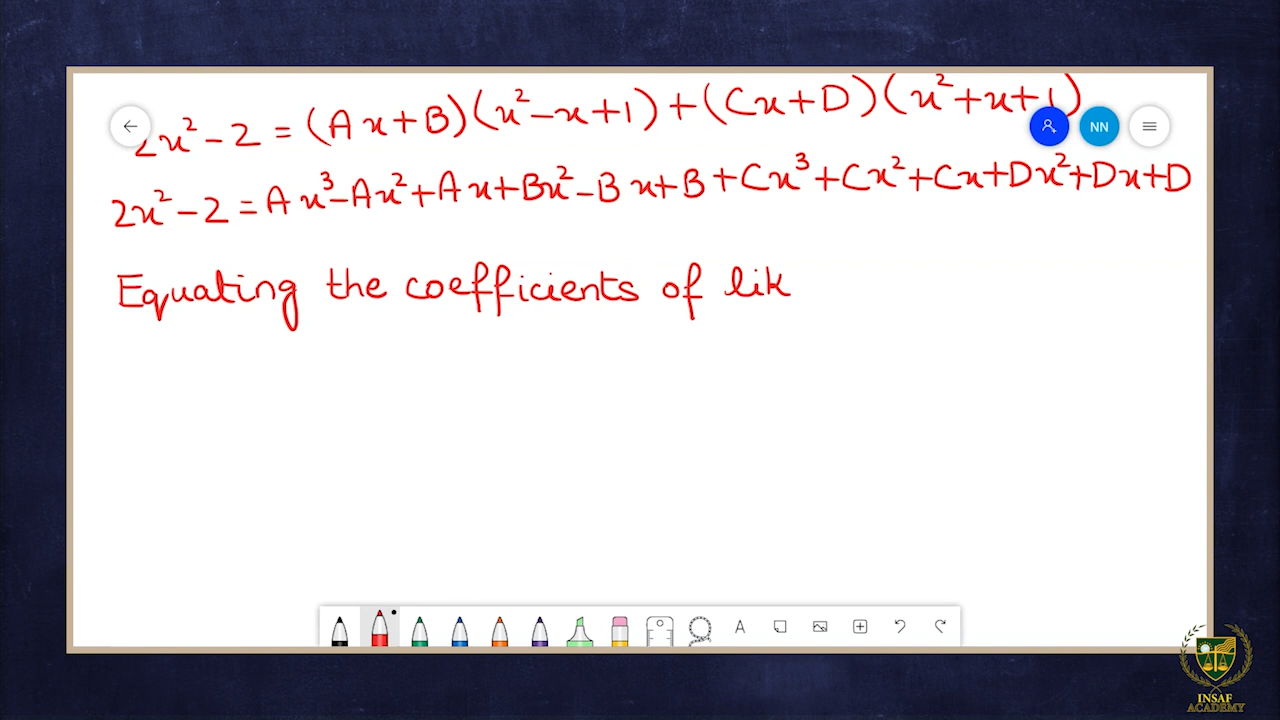 2x² - 2 = (Ax+B)(x²-x+1)+(Cx+D)(x²+x+1)
NN
2x² - 2 = Ax³-Ax²+Ax+Bx²-Bx+B+Cx³+Cx²+Cx+Dx²+Dx+D
Equating the coefficients of lik
A
INSAF
ACADEMY